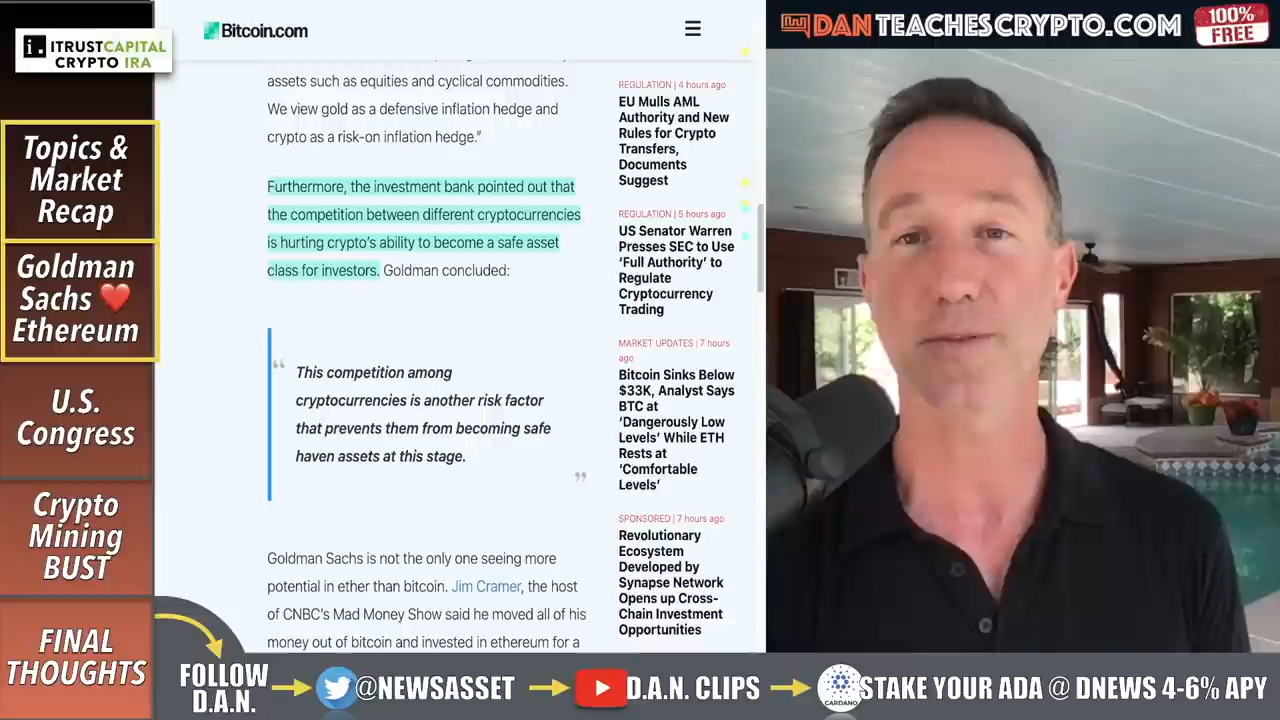 i. ITRUSTCAPITAL
CRYPTO IRA
Topics &
Market
Recap
Goldman
Sachs ❤️
Ethereum
U.S.
Congress
Crypto
Mining
BUST
FINAL
THOUGHTS
Bitcoin.com
assets such as equities and cyclical commodities.
We view gold as a defensive inflation hedge and
crypto as a risk-on inflation hedge.”
Furthermore, the investment bank pointed out that
the competition between different cryptocurrencies
is hurting crypto’s ability to become a safe asset
class for investors. Goldman concluded:
“ This competition among
cryptocurrencies is another risk factor
that prevents them from becoming safe
haven assets at this stage.
”
Goldman Sachs is not the only one seeing more
potential in ether than bitcoin. Jim Cramer, the host
of CNBC’s Mad Money Show said he moved all of his
money out of bitcoin and invested in ethereum for a
REGULATION | 4 hours ago
EU Mulls AML
Authority and New
Rules for Crypto
Transfers,
Documents
Suggest
REGULATION | 5 hours ago
US Senator Warren
Presses SEC to Use
‘Full Authority’ to
Regulate
Cryptocurrency
Trading
MARKET UPDATES | 7 hours
ago
Bitcoin Sinks Below
$33K, Analyst Says
BTC at
‘Dangerously Low
Levels’ While ETH
Rests at
‘Comfortable
Levels’
SPONSORED | 7 hours ago
Revolutionary
Ecosystem
Developed by
Synapse Network
Opens up Cross-
Chain Investment
Opportunities
DANTEACHESCRYPTO.COM
100%
FREE
FOLLOW
D.A.N.
@NEWSASSET
D.A.N. CLIPS
CARDANO
STAKE YOUR ADA @ DNEWS 4-6% APY